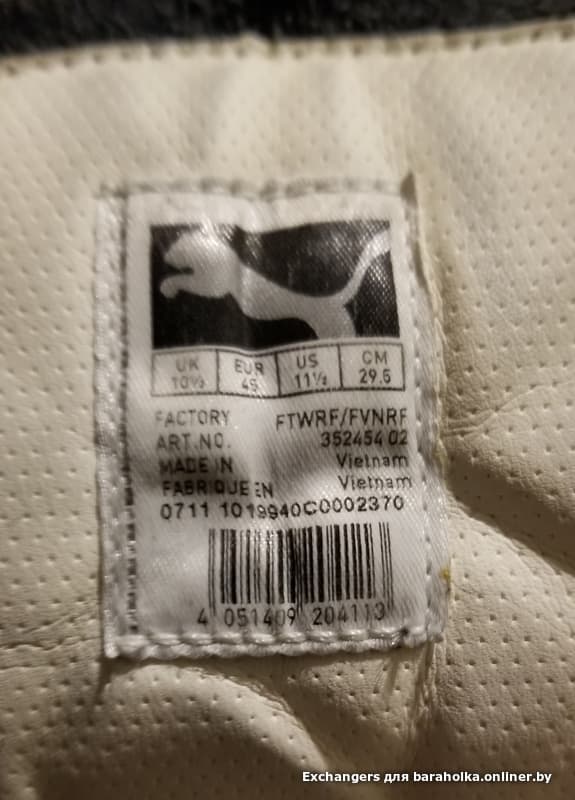 UK EUR US CM
10½ 45 11½ 29.5
FACTORY FTWRF/FVNRF
ART.NO. 352454 02
MADE IN Vietnam
FABRIQUE EN Vietnam
0711 1019940C0002370
4 051409 204113
Exchangers для baraholka.onliner.by